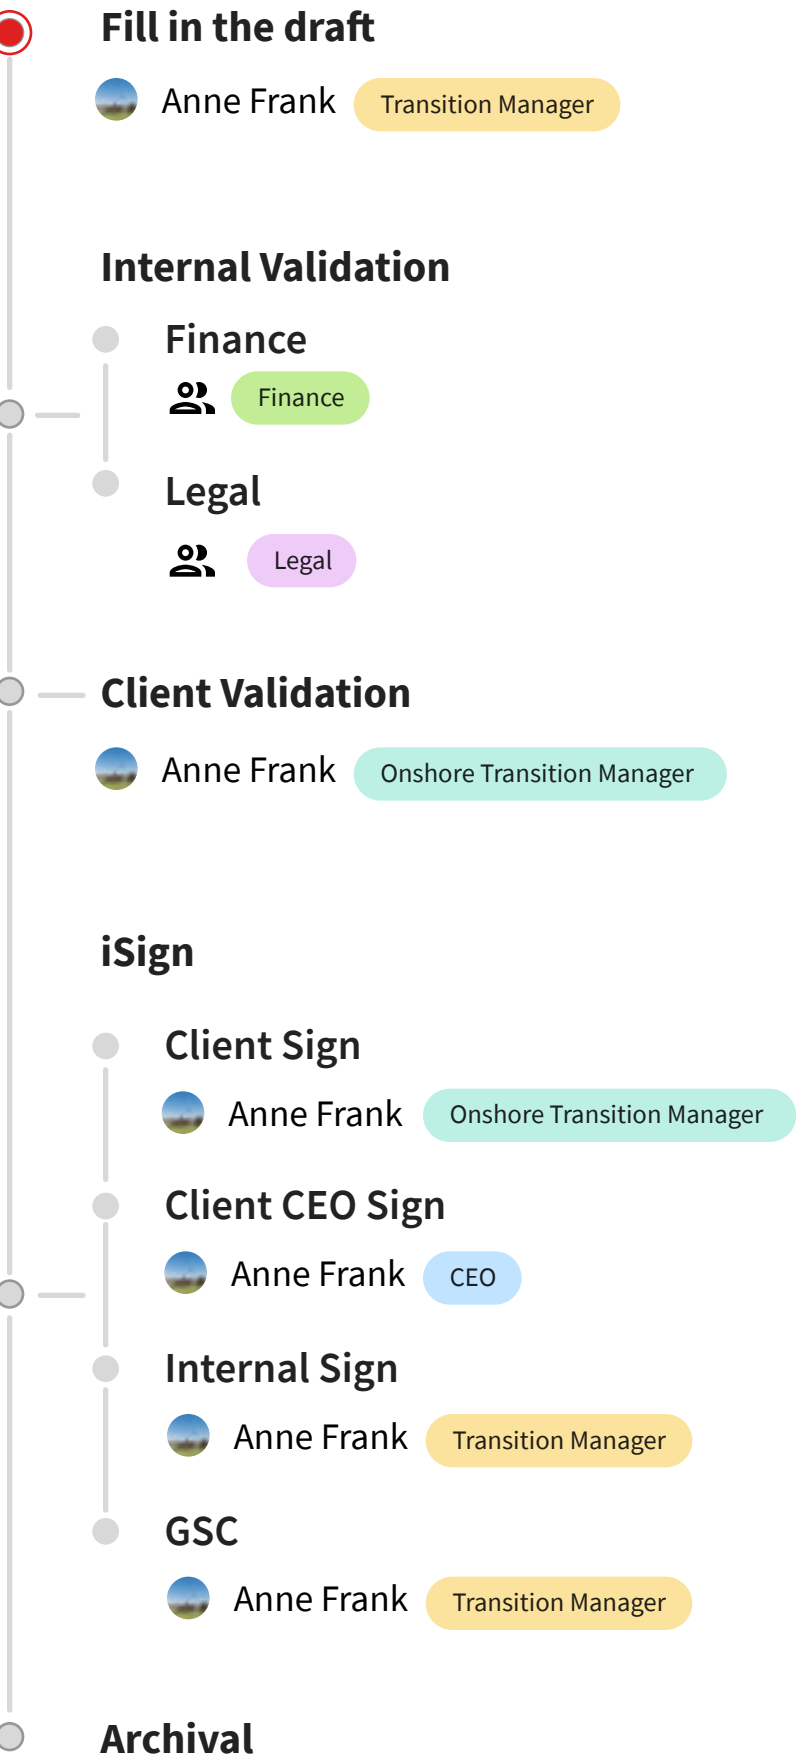 Fill in the draft
Anne Frank Transition Manager
Internal Validation
Finance
Finance
Legal
Legal
Client Validation
Anne Frank Onshore Transition Manager
iSign
Client Sign
Anne Frank Onshore Transition Manager
Client CEO Sign
Anne Frank CEO
Internal Sign
Anne Frank Transition Manager
GSC
Anne Frank Transition Manager
Archival